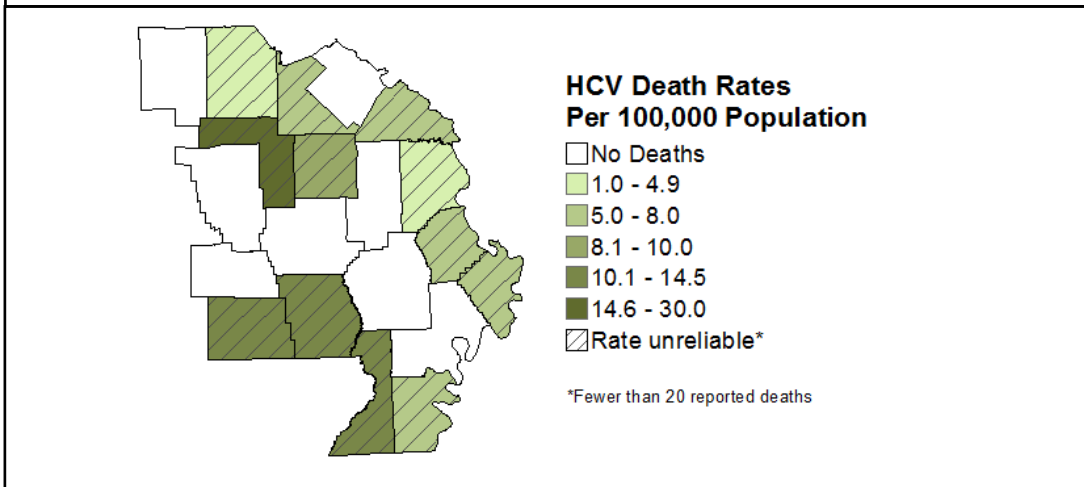 HCV Death Rates
Per 100,000 Population
No Deaths
1.0 - 4.9
5.0 - 8.0
8.1 - 10.0
10.1 - 14.5
14.6 - 30.0
Rate unreliable*
*Fewer than 20 reported deaths